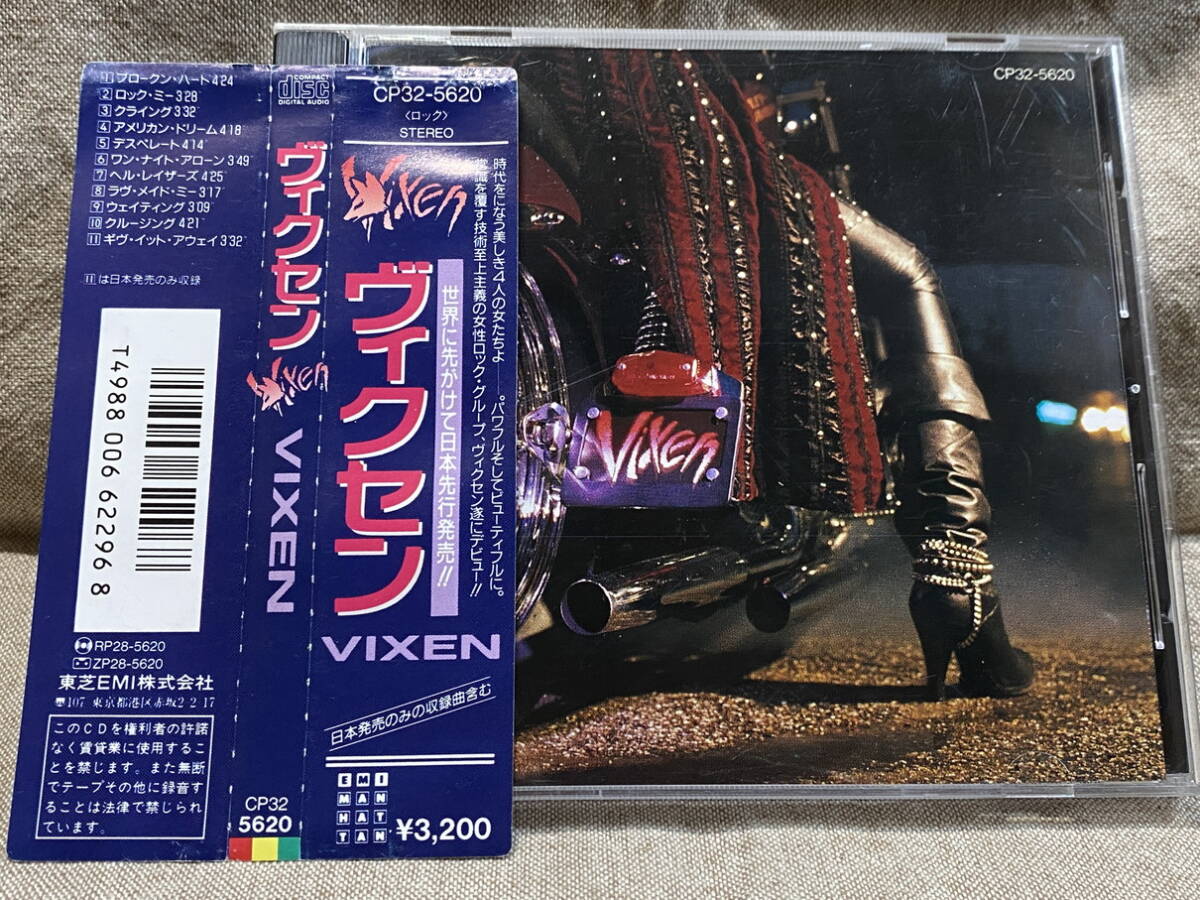 1 ブロークン・ハート 4'24"
2 ロック・ミー 3'28"
3 クライング 3'32"
4 アメリカン・ドリーム 4'18"
5 デスペレート 4'14"
6 ワン・ナイト・アローン 3'49"
7 ヘル・レイザーズ 4'25"
8 ラヴ・メイド・ミー 3'17"
9 ウェイティング 3'09"
10 クルージング 4'21"
11 ギヴ・イット・アウェイ 3'32"
11は日本発売のみ収録
T4988 006 62296 8
RP28-5620
ZP28-5620
東芝EMI株式会社
〒107 東京都港区赤坂2-2-17
このCDを権利者の許諾
なく賃貸業に使用するこ
とを禁じます。また無断
でテープその他に録音す
ることは法律で禁じられ
ています。
COMPACT
disc
DIGITAL AUDIO
ヴィクセン
Vixen
VIXEN
CP32
5620
CP32-5620
〈ロック〉
STEREO
Vixen
ヴィクセン
世界に先がけて日本先行発売!!
VIXEN
時代をになう美しき4人の女たちよ——。パワフルそしてビューティフルに。
常識を覆す技術至上主義の女性ロック・グループ、ヴィクセン遂にデビュー!!
日本発売のみの収録曲含む
EMI
MAN
HAT
TAN
¥3,200
CP32-5620
Vixen